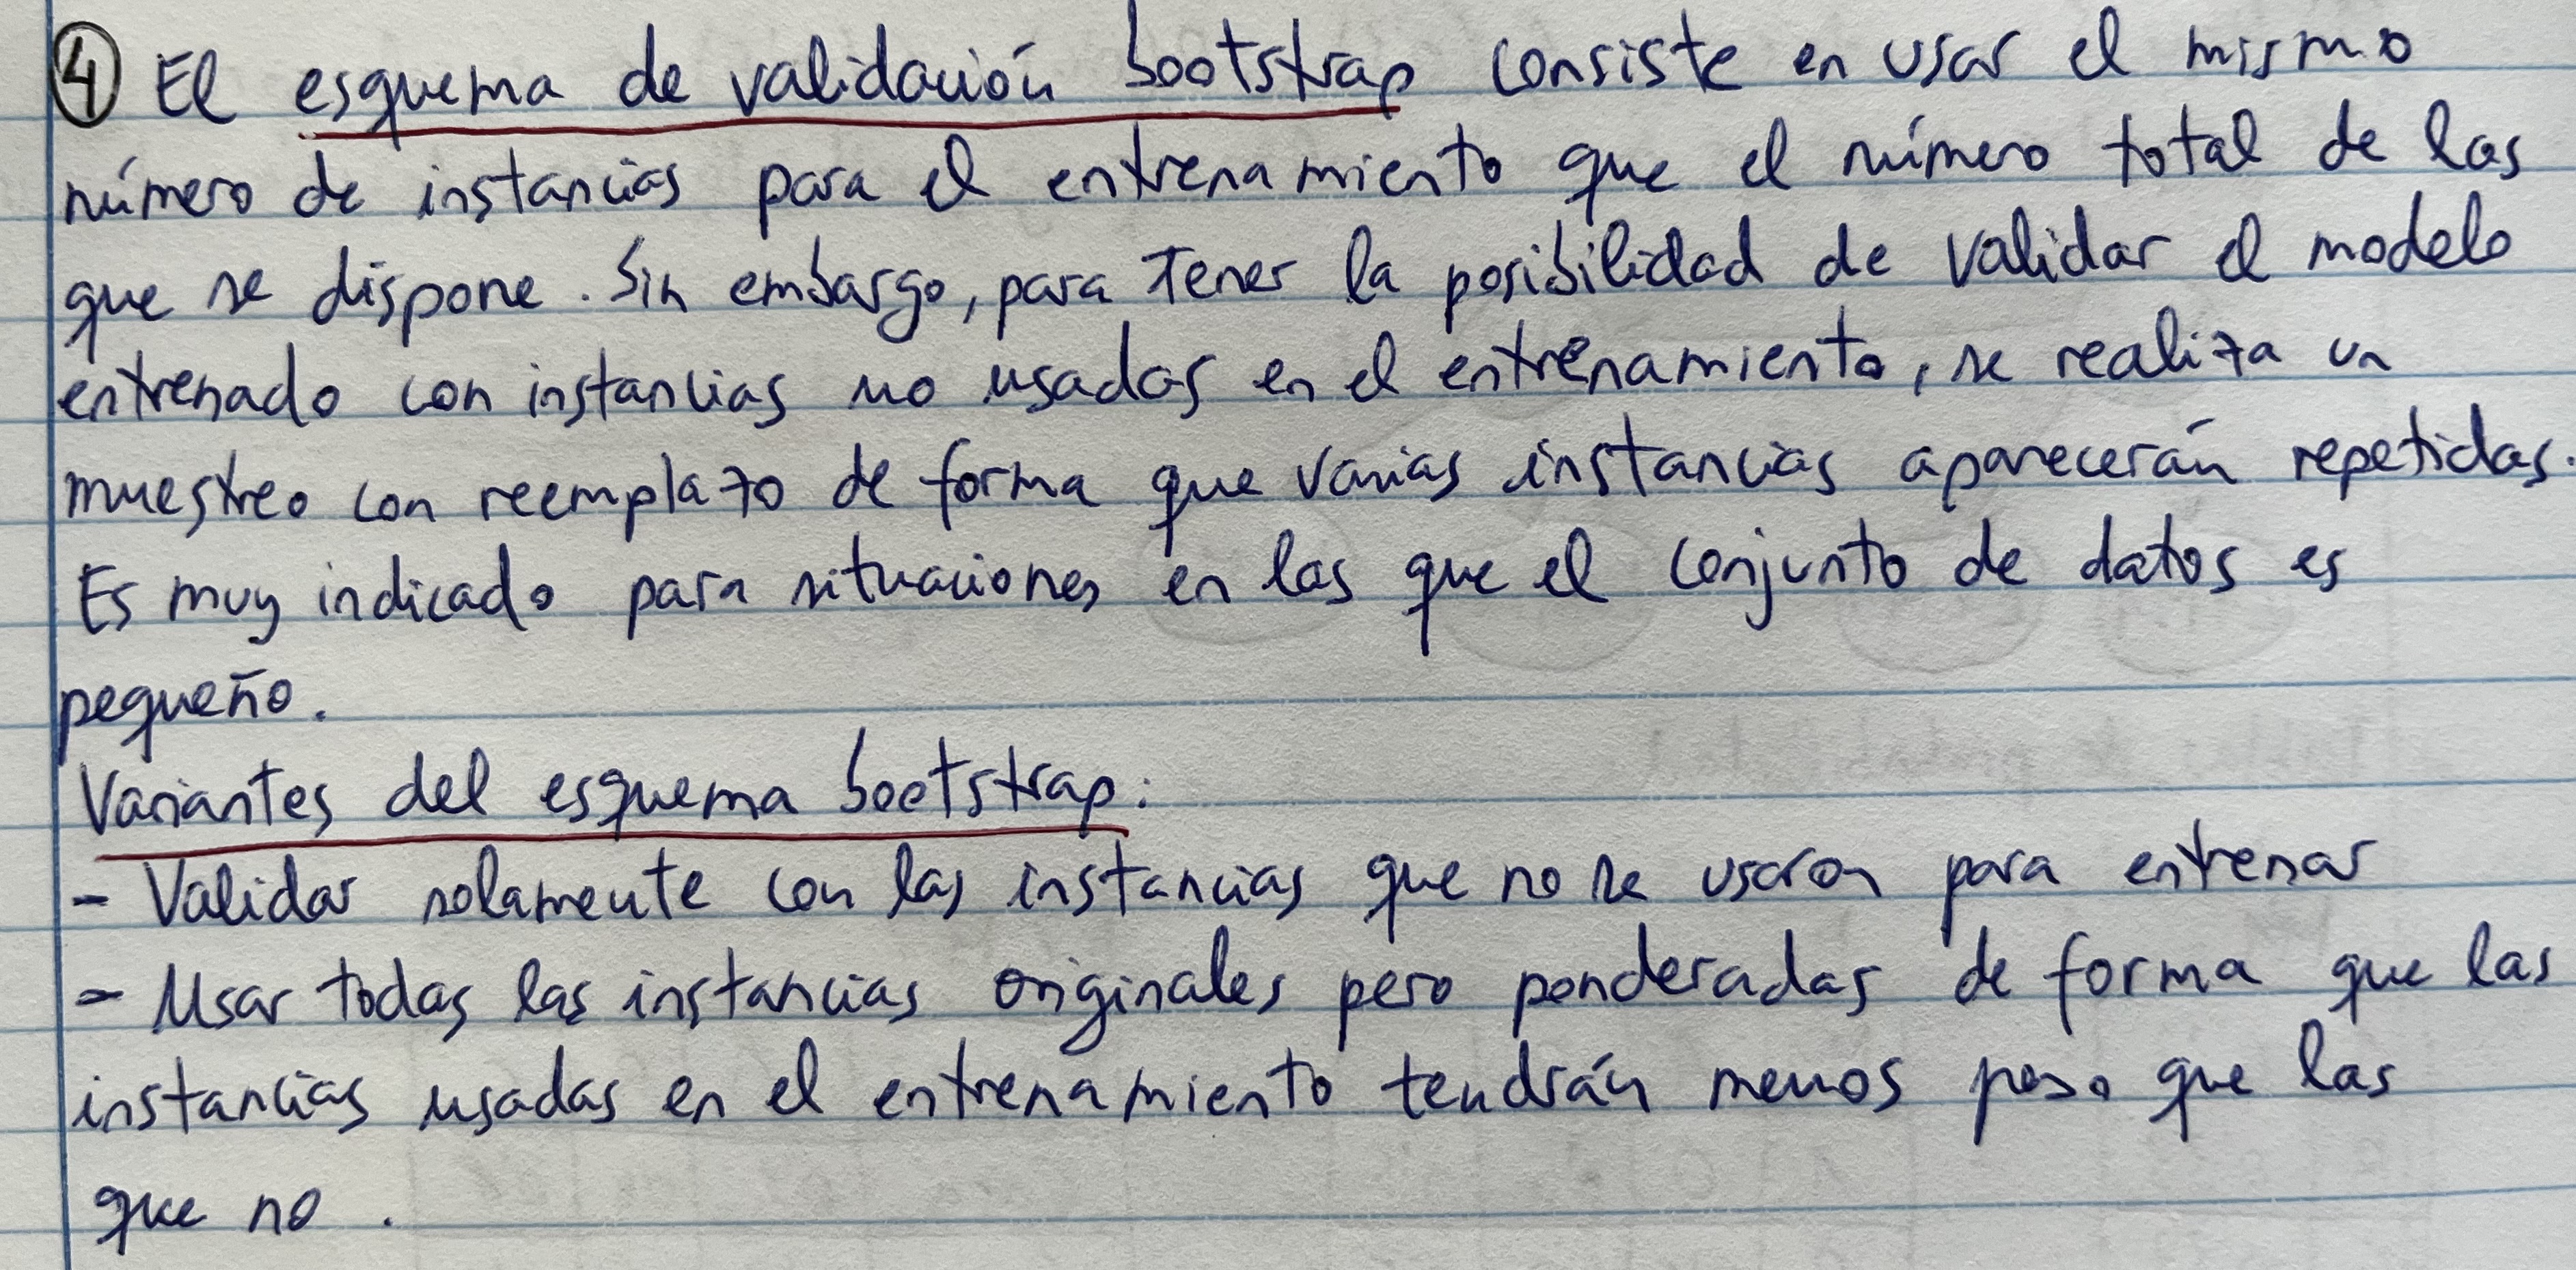 ④ El esquema de validación bootstrap consiste en usar el mismo
número de instancias para el entrenamiento que el número total de las
que se dispone. Sin embargo, para tener la posibilidad de validar el modelo
entrenado con instancias no usadas en el entrenamiento, se realiza un
muestreo con reemplazo de forma que varias instancias aparecerán repetidas.
Es muy indicado para situaciones en las que el conjunto de datos es
pequeño.
Variantes del esquema bootstrap:
- Validar solamente con las instancias que no se usaron para entrenar
- Usar todas las instancias originales pero ponderadas de forma que las
instancias usadas en el entrenamiento tendrán menos peso que las
que no.